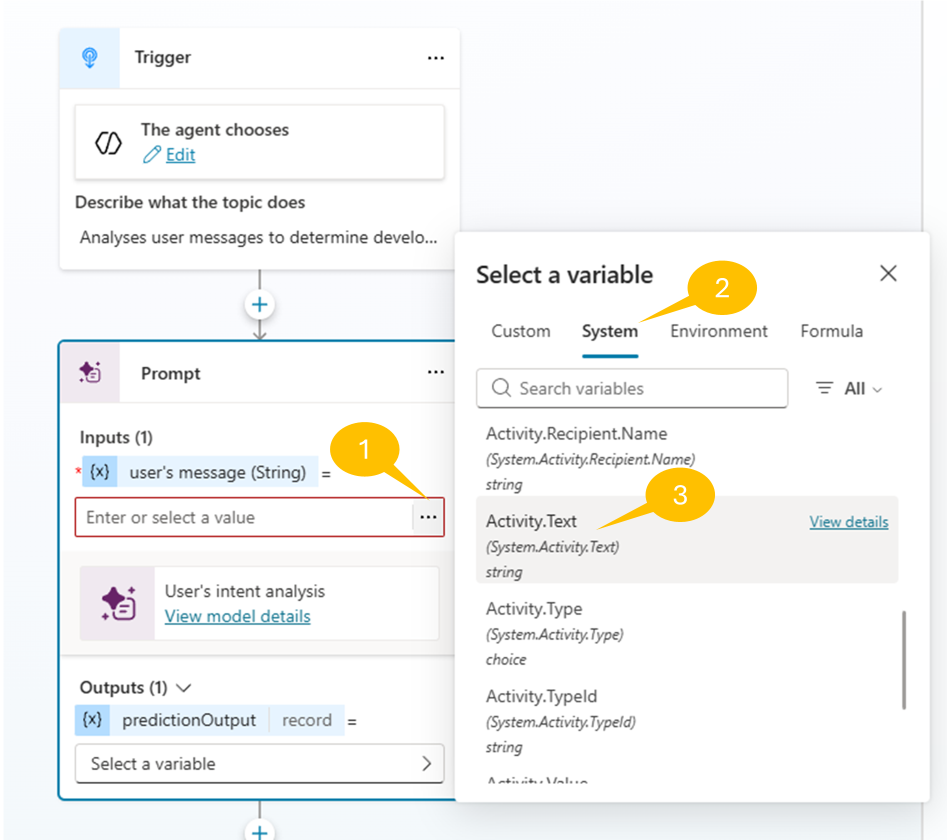 Trigger
...
The agent chooses
Edit
Describe what the topic does
Analyses user messages to determine develo...
Prompt
...
Inputs (1)
* {x} user's message (String) =
1
Enter or select a value
...
User's intent analysis
View model details
Outputs (1)
{x} predictionOutput record =
Select a variable
Select a variable
2
Custom System Environment Formula
Search variables
All
Activity.Recipient.Name
(System.Activity.Recipient.Name)
string
3
Activity.Text View details
(System.Activity.Text)
string
Activity.Type
(System.Activity.Type)
choice
Activity.TypeId
(System.Activity.TypeId)
string
Activity.Value